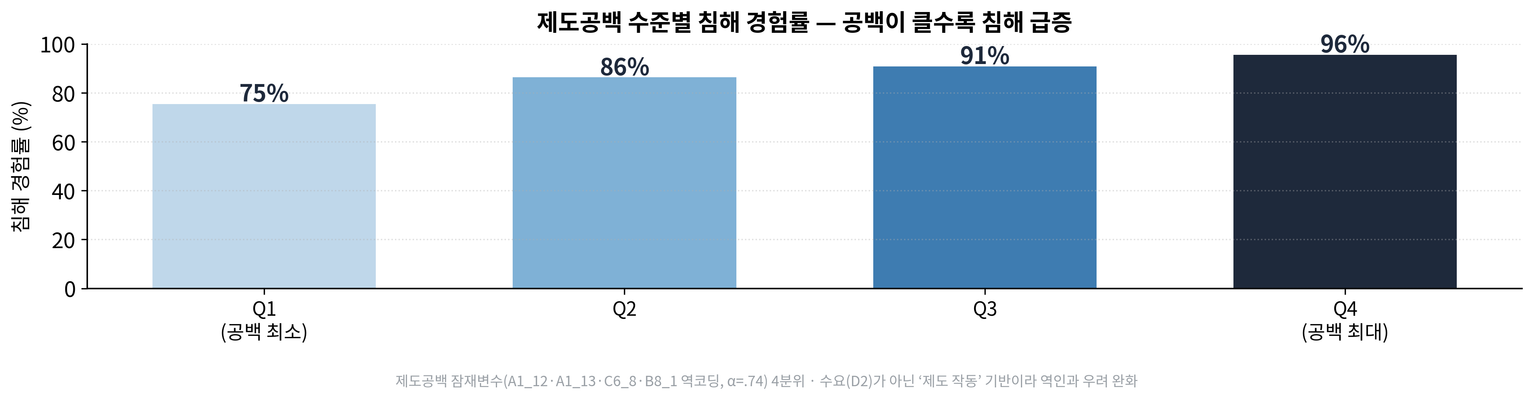 제도공백 수준별 침해 경험률 — 공백이 클수록 침해 급증
침해 경험률 (%)
100
80
60
40
20
0
75%
86%
91%
96%
Q1
(공백 최소)
Q2
Q3
Q4
(공백 최대)
제도공백 잠재변수(A1_12·A1_13·C6_8·B8_1 역코딩, α=.74) 4분위 · 수요(D2)가 아닌 ‘제도 작동’ 기반이라 역인과 우려 완화